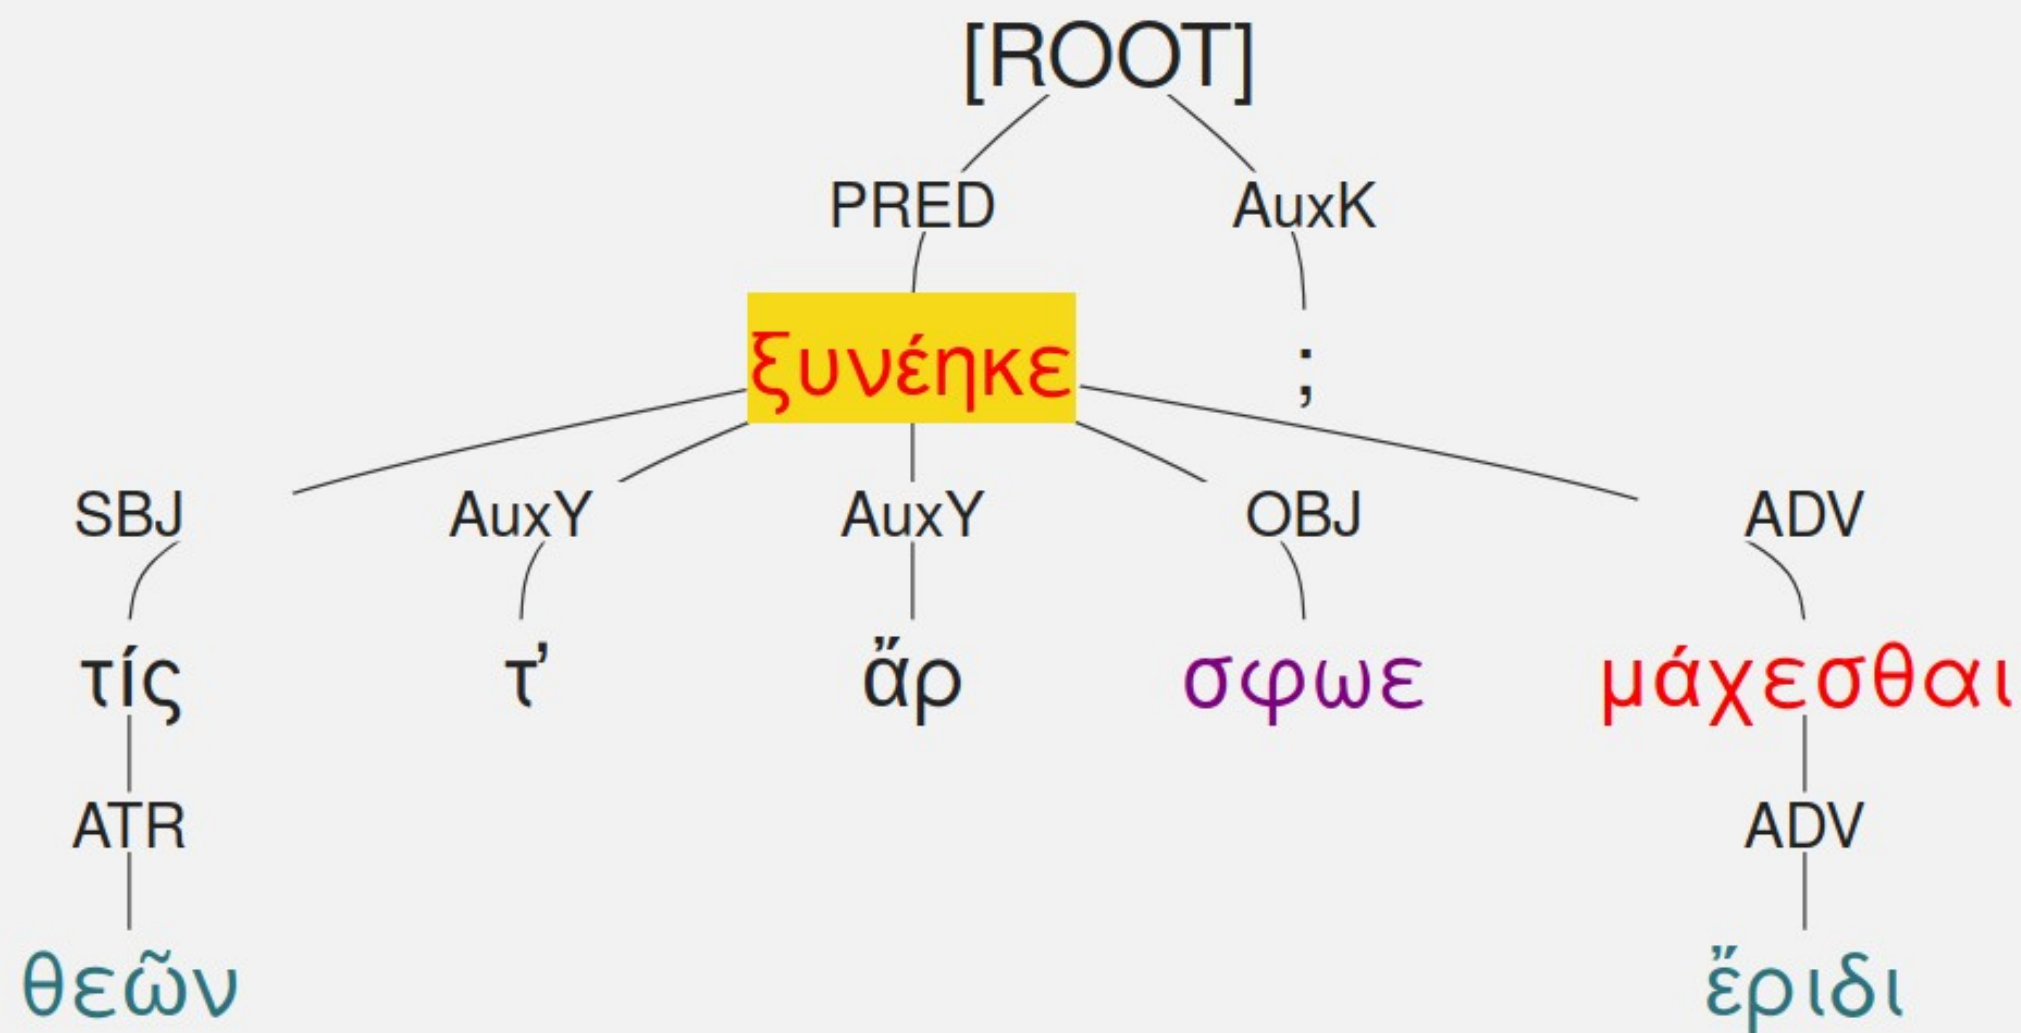 [ROOT]
PRED AuxK
ξυνέηκε ;
SBJ AuxY AuxY OBJ ADV
τίς τ’ ἄρ σφωε μάχεσθαι
ATR ADV
θεῶν ἔριδι